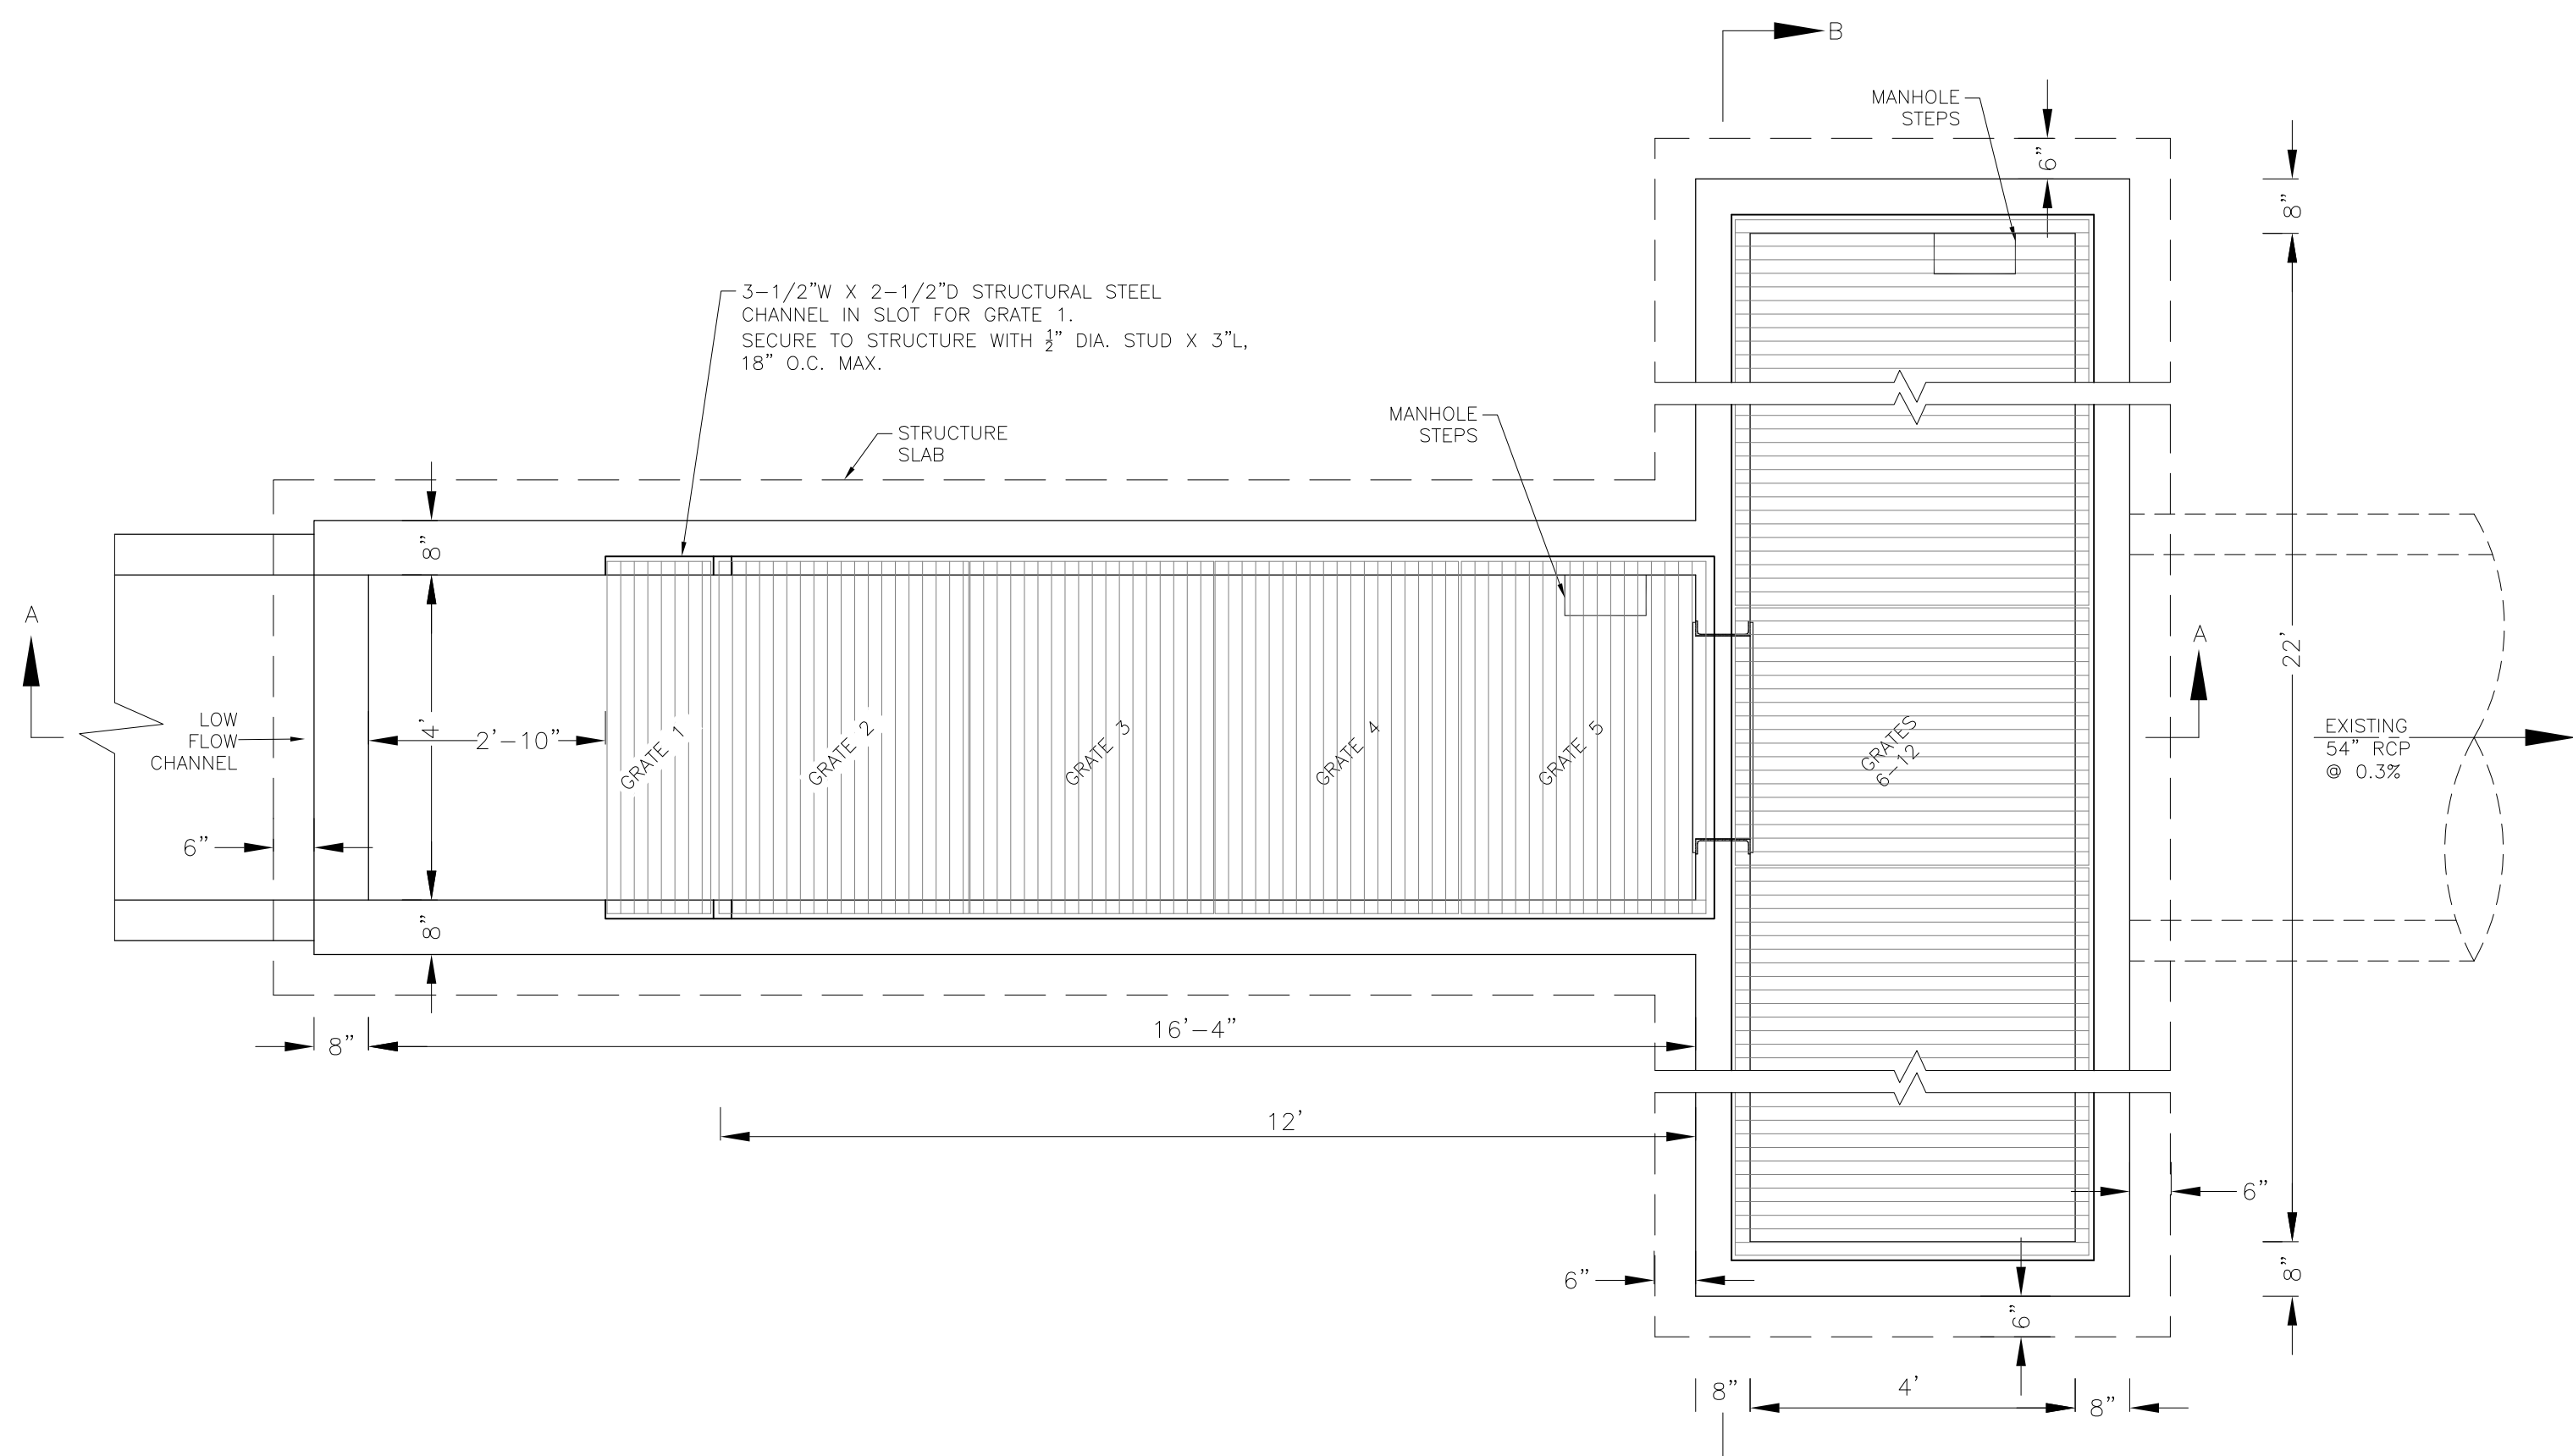 B
MANHOLE
STEPS
6"
8"
3-1/2"W X 2-1/2"D STRUCTURAL STEEL
CHANNEL IN SLOT FOR GRATE 1.
SECURE TO STRUCTURE WITH ½" DIA. STUD X 3"L,
18" O.C. MAX.
MANHOLE
STEPS
STRUCTURE
SLAB
8"
A
A
22'
LOW
FLOW
CHANNEL
4'
2'-10"
GRATE 1
GRATE 2
GRATE 3
GRATE 4
GRATE 5
GRATES
6-12
EXISTING
54" RCP
@ 0.3%
6"
8"
8"
16'-4"
12'
6"
6"
8"
6"
8"
4'
8"